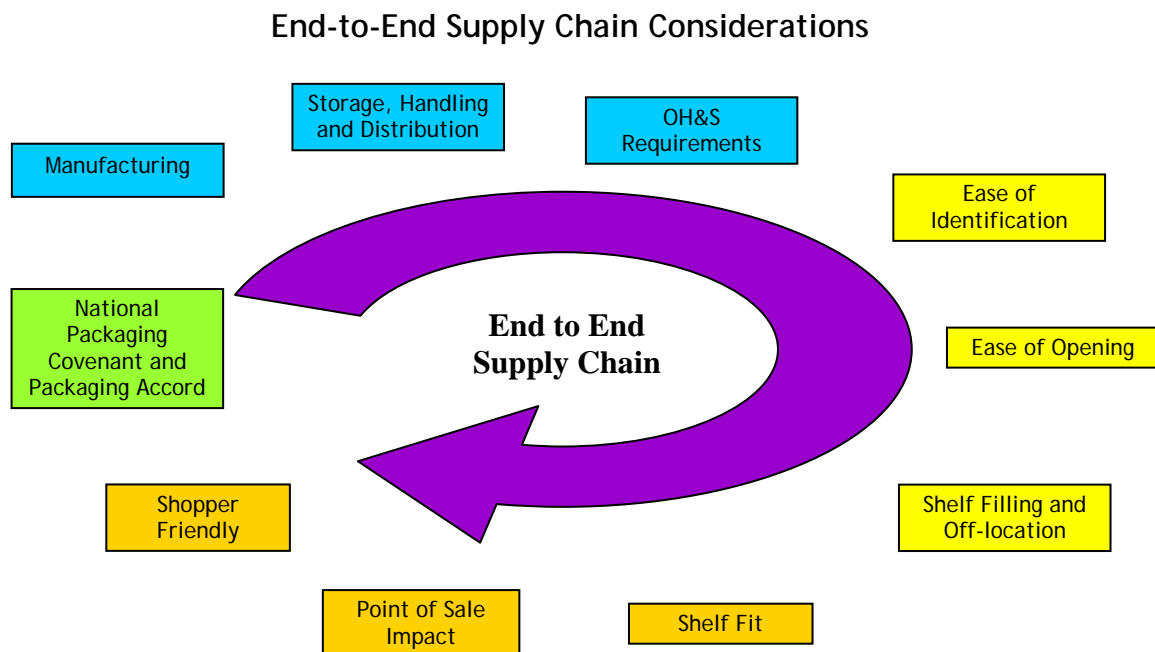 End-to-End Supply Chain Considerations
Storage, Handling
and Distribution
OH&S
Requirements
Manufacturing
Ease of
Identification
National
Packaging
Covenant and
Packaging Accord
End to End
Supply Chain
Ease of Opening
Shopper
Friendly
Shelf Filling and
Off-location
Point of Sale
Impact
Shelf Fit